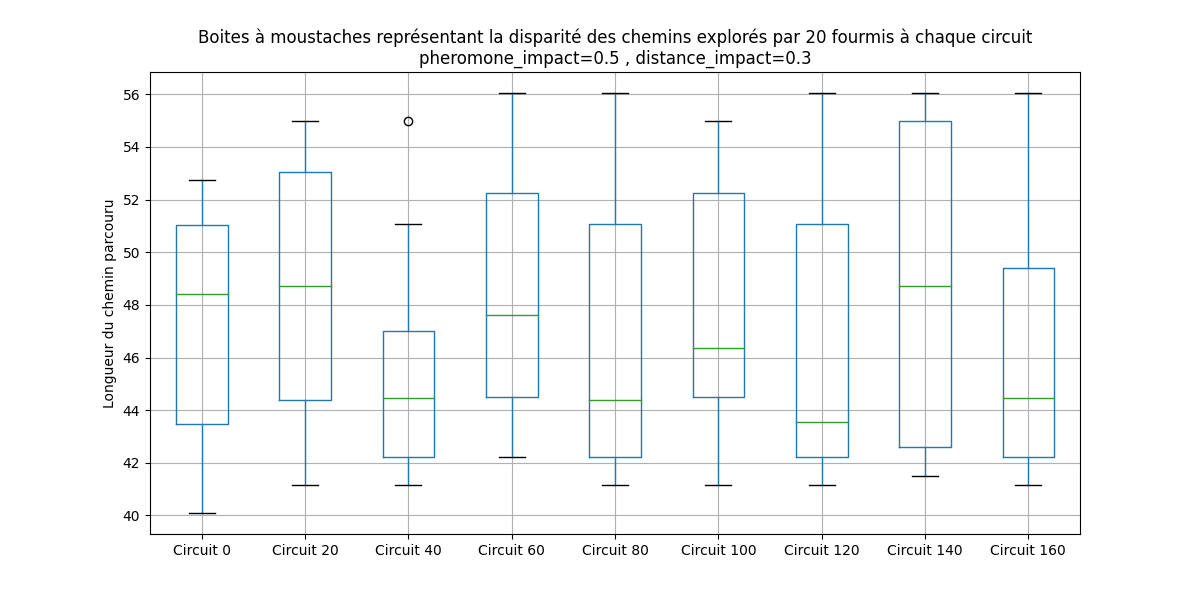 Boites à moustaches représentant la disparité des chemins explorés par 20 fourmis à chaque circuit
pheromone_impact=0.5 , distance_impact=0.3
Longueur du chemin parcouru
56
54
52
50
48
46
44
42
40
Circuit 0
Circuit 20
Circuit 40
Circuit 60
Circuit 80
Circuit 100
Circuit 120
Circuit 140
Circuit 160